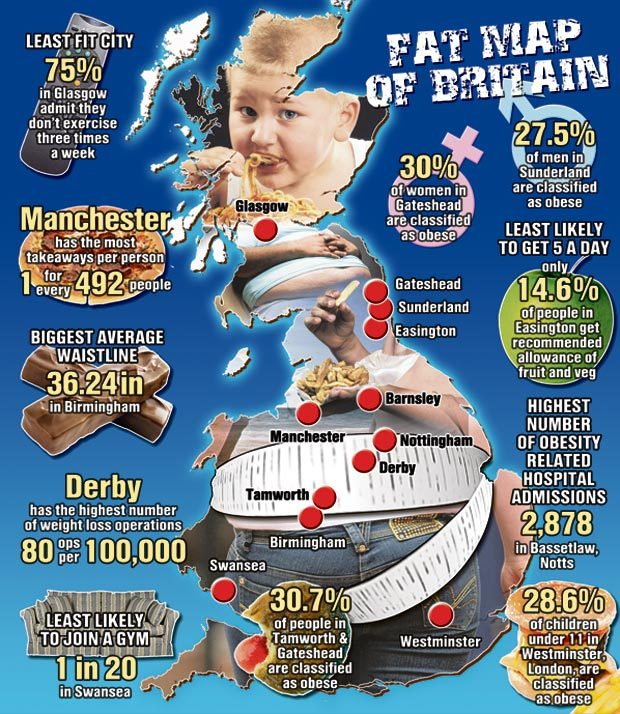 FAT MAP
OF BRITAIN
LEAST FIT CITY
75%
in Glasgow
admit they
don't exercise
three times
a week
27.5%
of men in
Sunderland
are classified
as obese
30%
of women in
Gateshead
are classified
as obese
Manchester
has the most
takeaways per person
1 for every 492 people
LEAST LIKELY
TO GET 5 A DAY
only
14.6%
of people in
Easington get
recommended
allowance of
fruit and veg
BIGGEST AVERAGE
WAISTLINE
36.24in
in Birmingham
HIGHEST
NUMBER
OF OBESITY
RELATED
HOSPITAL
ADMISSIONS
2,878
in Bassetlaw,
Notts
Derby
has the highest number
of weight loss operations
80 ops per 100,000
LEAST LIKELY
TO JOIN A GYM
1 in 20
in Swansea
30.7%
of people in
Tamworth &
Gateshead
are classified
as obese
28.6%
of children
under 11 in
Westminster,
London, are
classified
as obese
Glasgow
Gateshead
Sunderland
Easington
Barnsley
Manchester
Nottingham
Derby
Tamworth
Birmingham
Swansea
Westminster